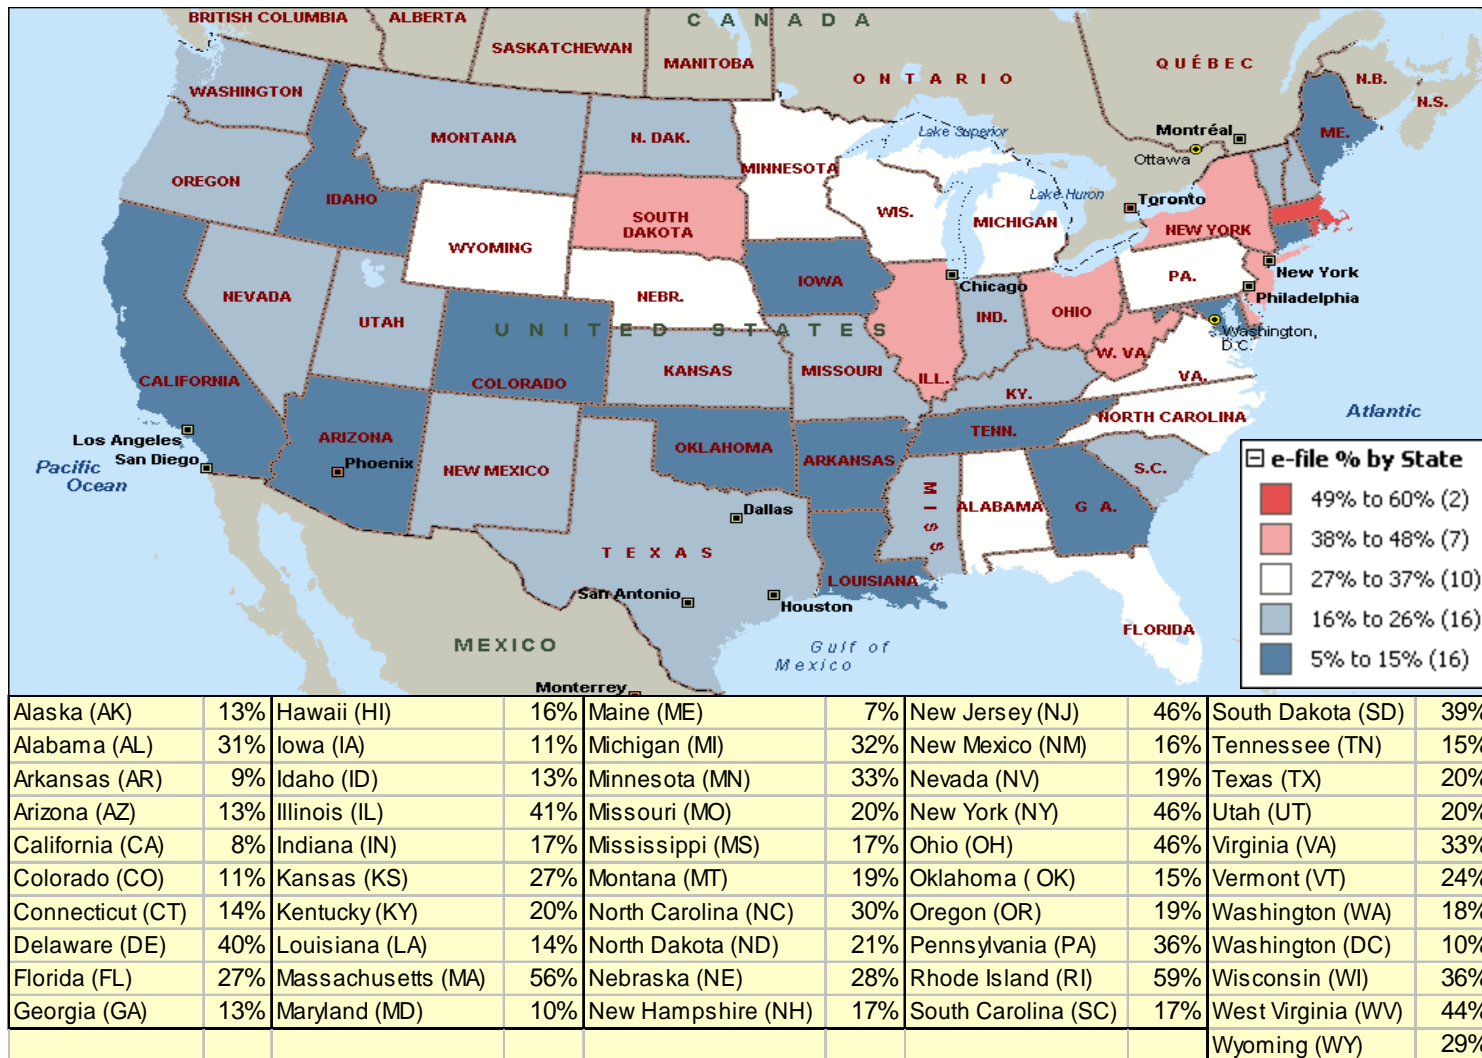 BRITISH COLUMBIA
ALBERTA
C A N A D A
SASKATCHEWAN
MANITOBA
O N T A R I O
Q U É B E C
N.B.
N.S.
WASHINGTON
MONTANA
N. DAK.
MINNESOTA
Lake Superior
Montréal
Ottawa
ME.
OREGON
IDAHO
WYOMING
SOUTH
DAKOTA
WIS.
MICHIGAN
Lake Huron
Toronto
NEW YORK
NEVADA
UTAH
NEBR.
IOWA
Chicago
PA.
New York
Philadelphia
U N I T E D S T A T E S
IND.
OHIO
Washington,
D.C.
CALIFORNIA
COLORADO
KANSAS
MISSOURI
ILL.
W. VA.
VA.
KY.
Los Angeles
San Diego
Pacific
Ocean
ARIZONA
Phoenix
NEW MEXICO
OKLAHOMA
ARKANSAS
TENN.
NORTH CAROLINA
Atlantic
S.C.
M I S S.
ALABAMA
G A.
Dallas
T E X A S
LOUISIANA
San Antonio
Houston
FLORIDA
MEXICO
Gulf of
Mexico
Monterrey
e-file % by State
49% to 60% (2)
38% to 48% (7)
27% to 37% (10)
16% to 26% (16)
5% to 15% (16)
Alaska (AK) 13% Hawaii (HI) 16% Maine (ME) 7% New Jersey (NJ) 46% South Dakota (SD) 39%
Alabama (AL) 31% Iowa (IA) 11% Michigan (MI) 32% New Mexico (NM) 16% Tennessee (TN) 15%
Arkansas (AR) 9% Idaho (ID) 13% Minnesota (MN) 33% Nevada (NV) 19% Texas (TX) 20%
Arizona (AZ) 13% Illinois (IL) 41% Missouri (MO) 20% New York (NY) 46% Utah (UT) 20%
California (CA) 8% Indiana (IN) 17% Mississippi (MS) 17% Ohio (OH) 46% Virginia (VA) 33%
Colorado (CO) 11% Kansas (KS) 27% Montana (MT) 19% Oklahoma ( OK) 15% Vermont (VT) 24%
Connecticut (CT) 14% Kentucky (KY) 20% North Carolina (NC) 30% Oregon (OR) 19% Washington (WA) 18%
Delaware (DE) 40% Louisiana (LA) 14% North Dakota (ND) 21% Pennsylvania (PA) 36% Washington (DC) 10%
Florida (FL) 27% Massachusetts (MA) 56% Nebraska (NE) 28% Rhode Island (RI) 59% Wisconsin (WI) 36%
Georgia (GA) 13% Maryland (MD) 10% New Hampshire (NH) 17% South Carolina (SC) 17% West Virginia (WV) 44%
Wyoming (WY) 29%